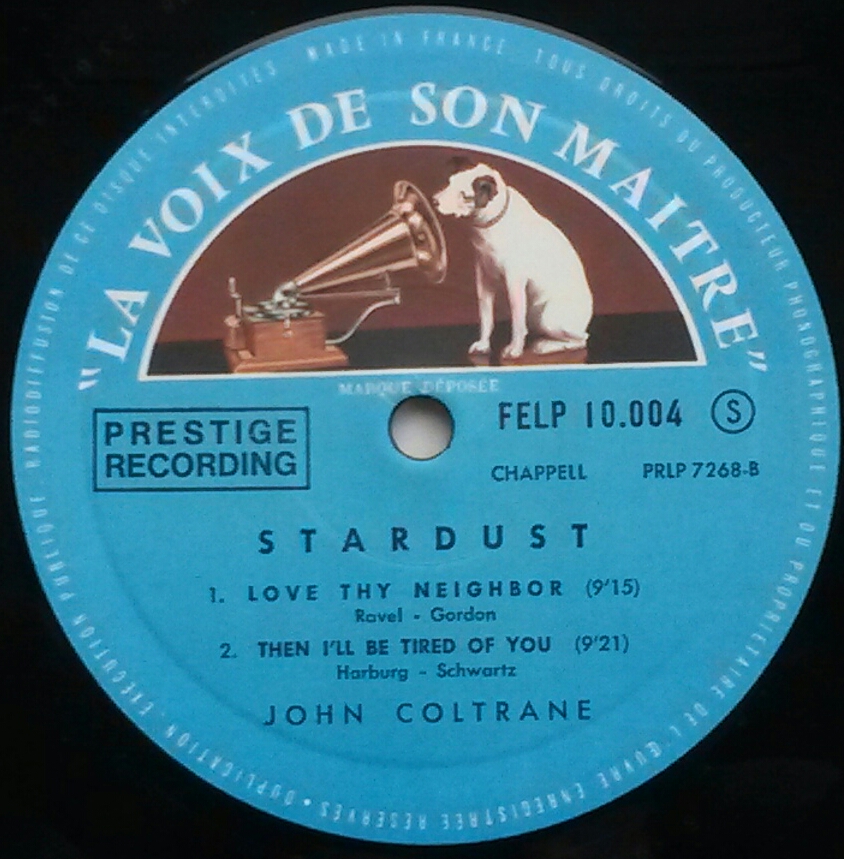 MADE IN FRANCE · TOUS DROITS DU PRODUCTEUR PHONOGRAPHIQUE ET DU PROPRIETAIRE DE L'ŒUVRE ENREGISTREE RESERVES · DUPLICATION · EXECUTION PUBLIQUE · RADIODIFFUSION DE CE DISQUE INTERDITES ·
"LA VOIX DE SON MAITRE"
MARQUE DÉPOSÉE
PRESTIGE
RECORDING
FELP 10.004 Ⓢ
CHAPPELL PRLP 7268-B
STARDUST
1. LOVE THY NEIGHBOR (9'15)
Ravel - Gordon
2. THEN I'LL BE TIRED OF YOU (9'21)
Harburg - Schwartz
JOHN COLTRANE